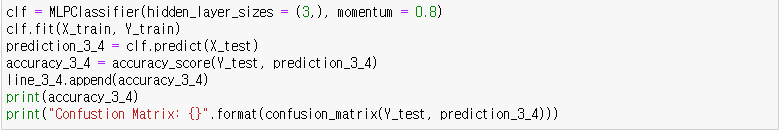 clf = MLPClassifier(hidden_layer_sizes = (3,), momentum = 0.8)
clf.fit(X_train, Y_train)
prediction_3_4 = clf.predict(X_test)
accuracy_3_4 = accuracy_score(Y_test, prediction_3_4)
line_3_4.append(accuracy_3_4)
print(accuracy_3_4)
print("Confustion Matrix: {}".format(confusion_matrix(Y_test, prediction_3_4)))